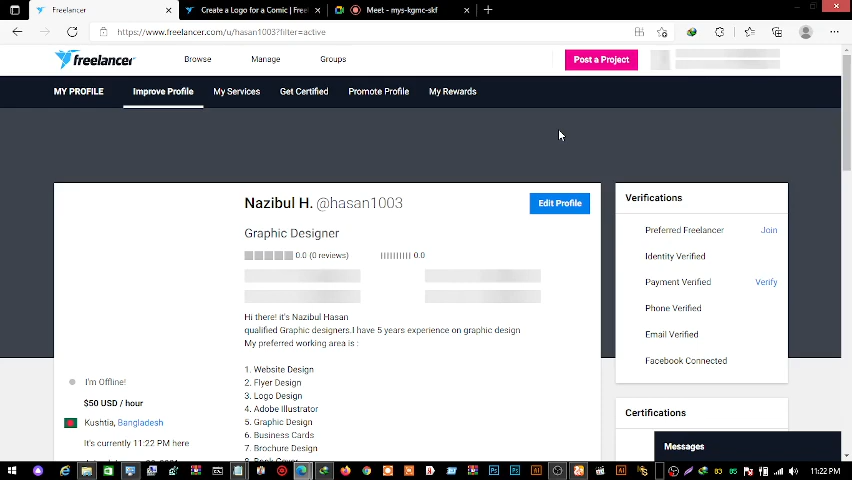 Freelancer
Create a Logo for a Comic | Free
Meet - mys-kgmc-skf
https://www.freelancer.com/u/hasan1003?filter=active
freelancer
Browse
Manage
Groups
Post a Project
MY PROFILE
Improve Profile
My Services
Get Certified
Promote Profile
My Rewards
Nazibul H. @hasan1003
Edit Profile
Graphic Designer
0.0 (0 reviews)
0.0
Hi there! it's Nazibul Hasan
qualified Graphic designers.I have 5 years experience on graphic design
My preferred working area is :
1. Website Design
2. Flyer Design
3. Logo Design
4. Adobe Illustrator
5. Graphic Design
6. Business Cards
7. Brochure Design
I'm Offline!
$50 USD / hour
Kushtia, Bangladesh
It's currently 11:22 PM here
Verifications
Preferred Freelancer
Join
Identity Verified
Payment Verified
Verify
Phone Verified
Email Verified
Facebook Connected
Certifications
Messages
11:22 PM